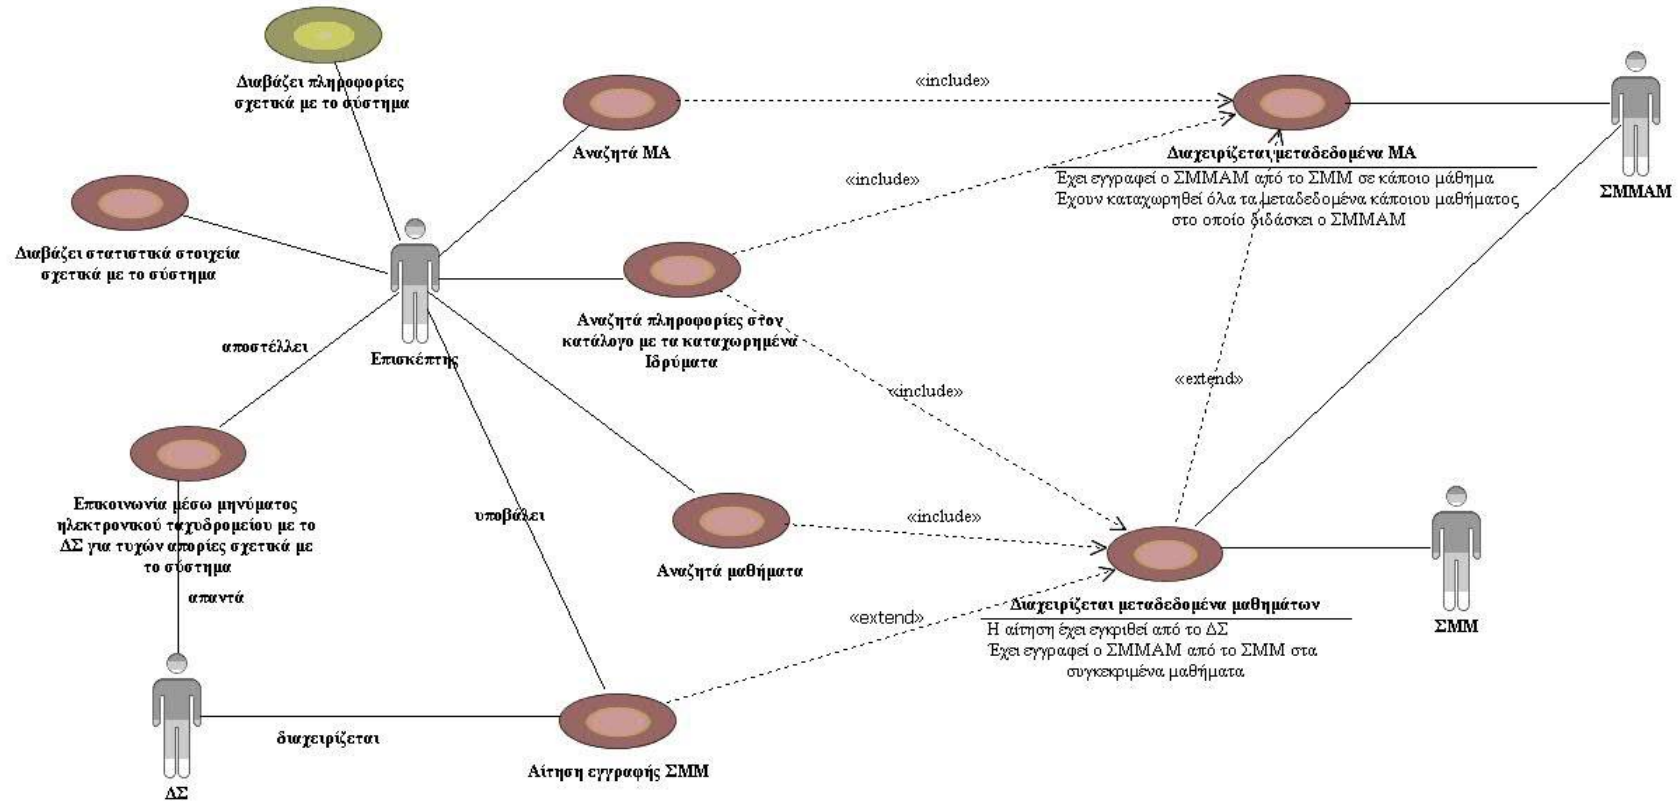 Διαβάζει πληροφορίες
σχετικά με το σύστημα
«include»
Αναζητά ΜΑ
Διαχειρίζεται μεταδεδομένα ΜΑ
Έχει εγγραφεί ο ΣΜΜΑΜ από το ΣΜΜ σε κάποιο μάθημα
Έχουν καταχωρηθεί όλα τα μεταδεδομένα κάποιου μαθήματος
στο οποίο διδάσκει ο ΣΜΜΑΜ
ΣΜΜΑΜ
«include»
Διαβάζει στατιστικά στοιχεία
σχετικά με το σύστημα
Επισκέπτης
Αναζητά πληροφορίες στον
κατάλογο με τα καταχωρημένα
Ιδρύματα
αποστέλλει
«include»
«extend»
Επικοινωνία μέσω μηνύματος
ηλεκτρονικού ταχυδρομείου με το
ΔΣ για τυχών απορίες σχετικά με
το σύστημα
υποβάλει
«include»
Αναζητά μαθήματα
απαντά
«extend»
Διαχειρίζεται μεταδεδομένα μαθημάτων
Η αίτηση έχει εγκριθεί από το ΔΣ
Έχει εγγραφεί ο ΣΜΜΑΜ από το ΣΜΜ στα
συγκεκριμένα μαθήματα
ΣΜΜ
διαχειρίζεται
Αίτηση εγγραφής ΣΜΜ
ΔΣ